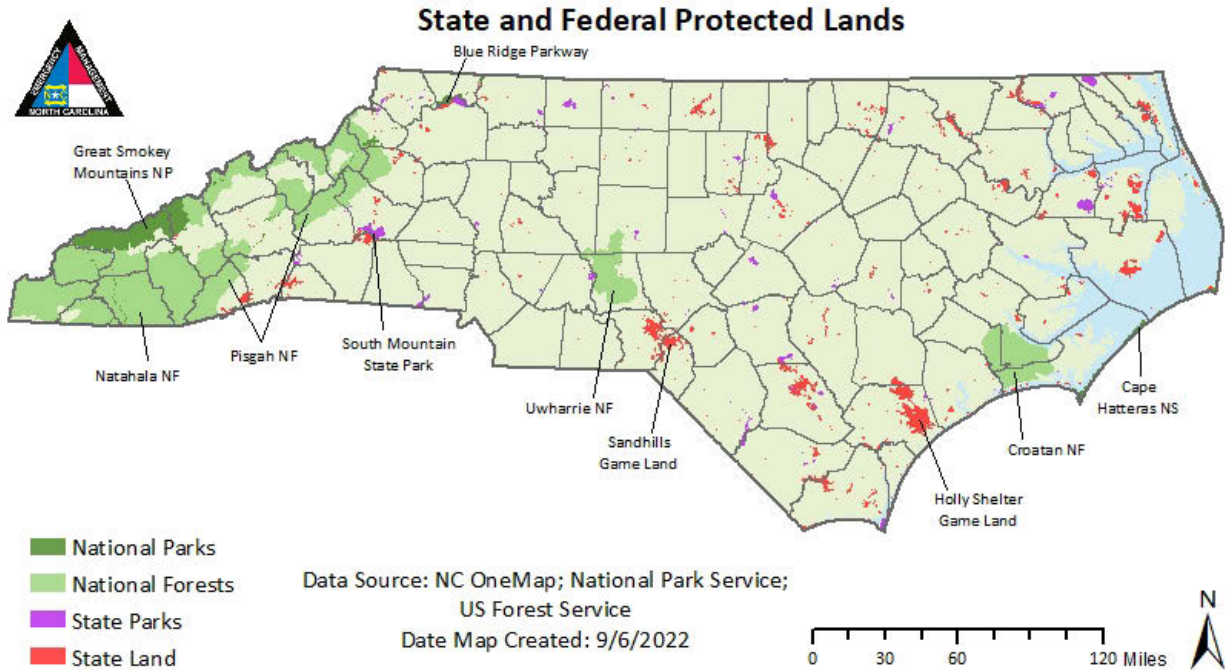 State and Federal Protected Lands
EMERGENCY
MANAGEMENT
NORTH CAROLINA
Blue Ridge Parkway
Great Smokey
Mountains NP
Natahala NF
Pisgah NF
South Mountain
State Park
Uwharrie NF
Sandhills
Game Land
Holly Shelter
Game Land
Croatan NF
Cape
Hatteras NS
National Parks
National Forests
State Parks
State Land
Data Source: NC OneMap; National Park Service;
US Forest Service
Date Map Created: 9/6/2022
0 30 60 120 Miles
N